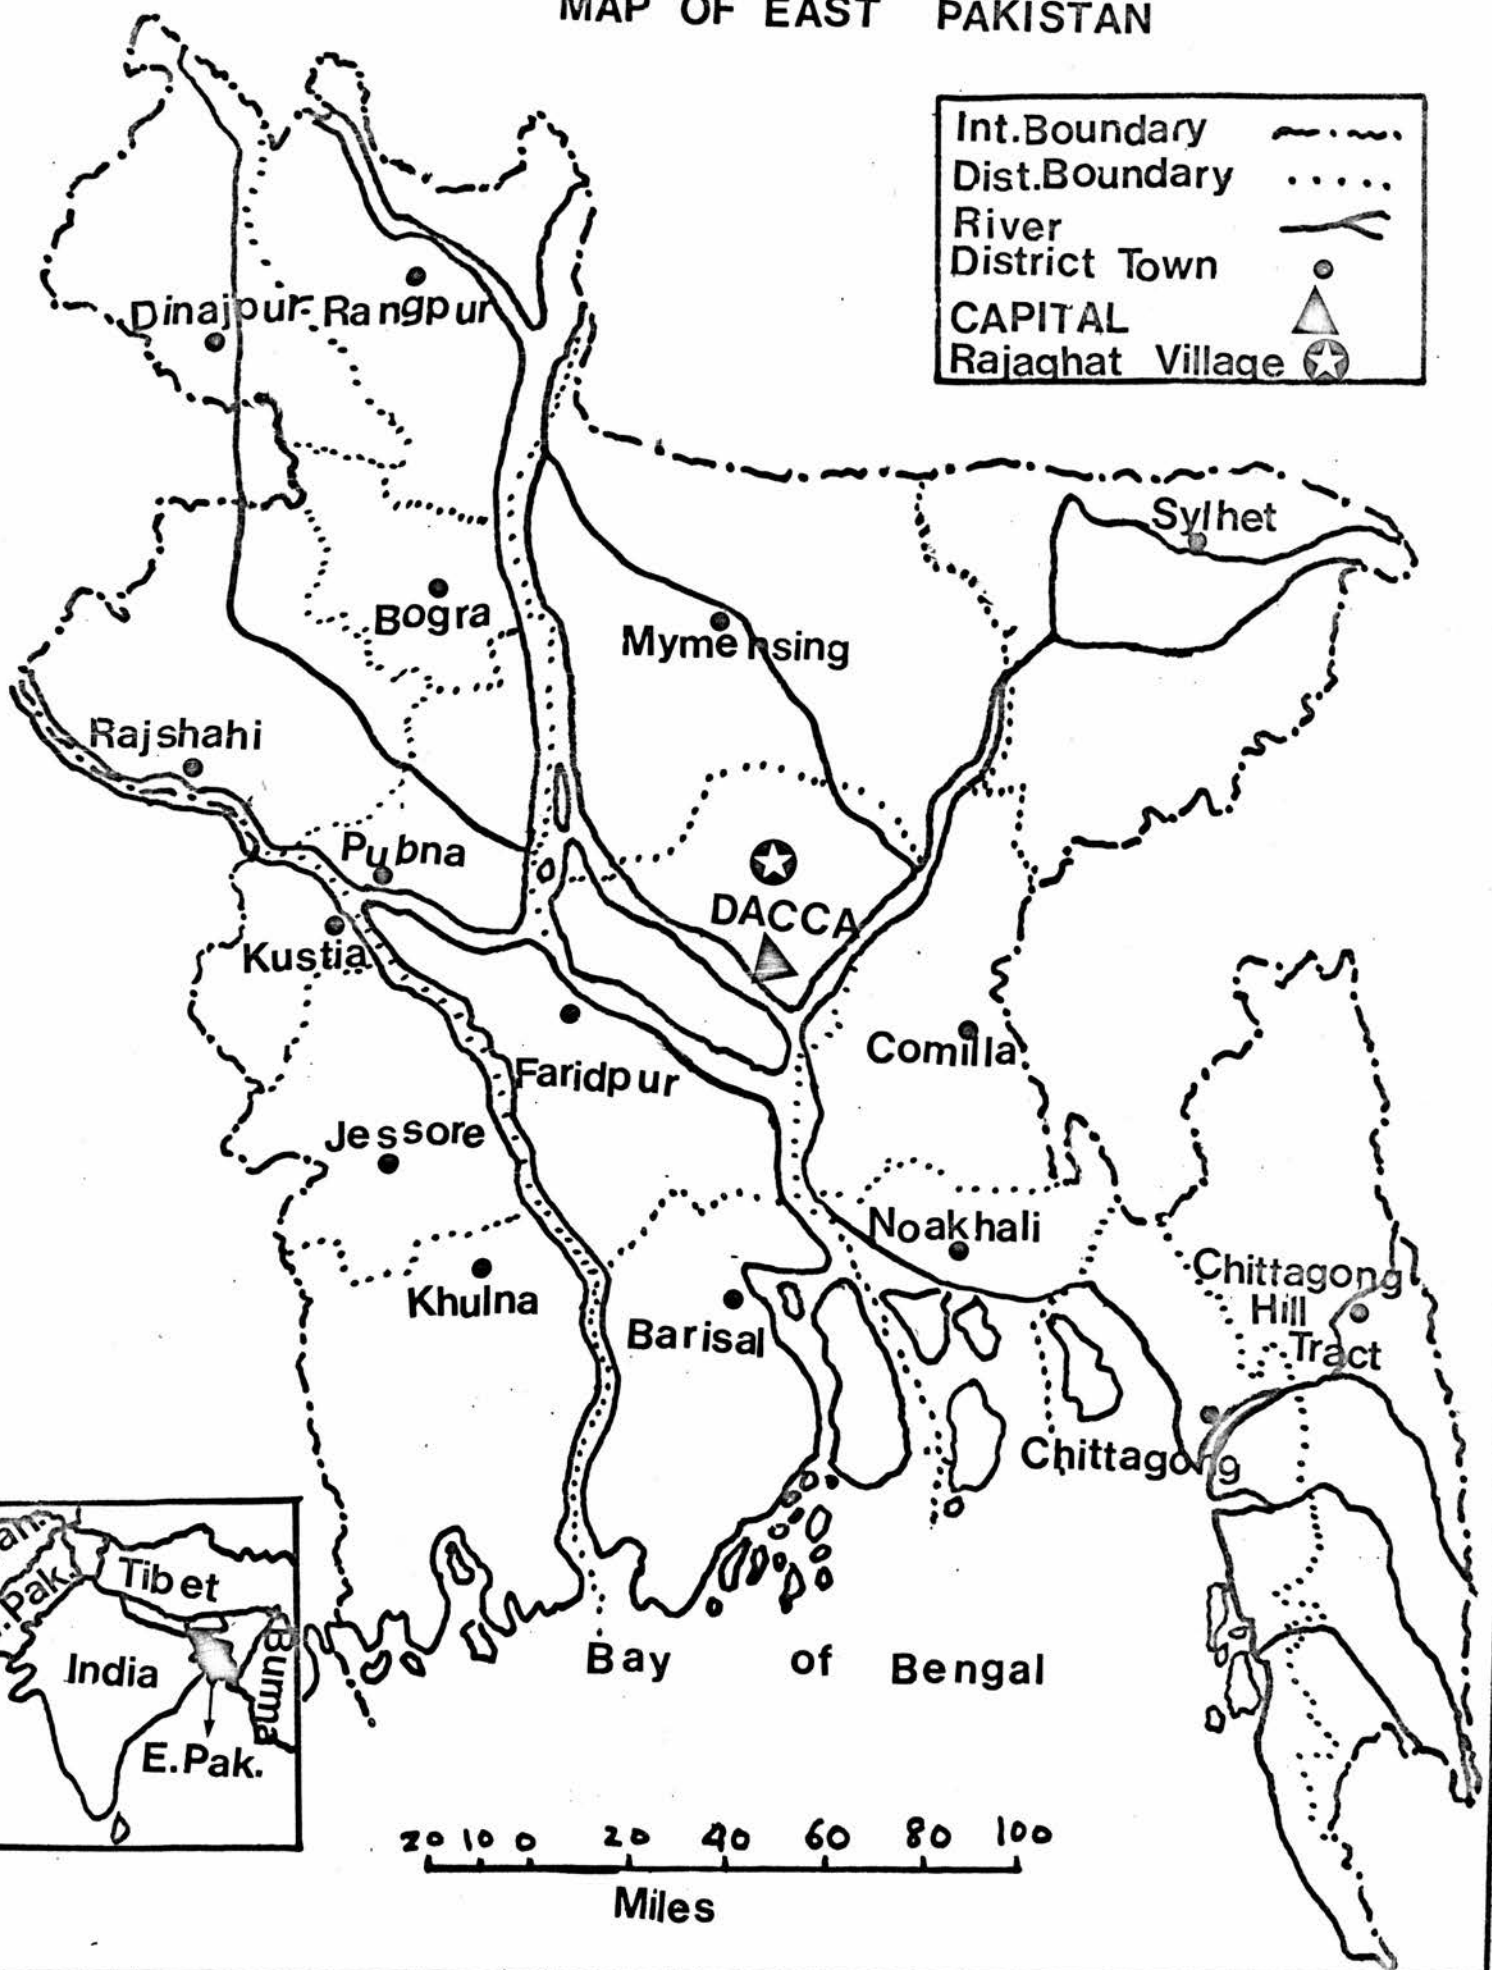 MAP OF EAST PAKISTAN
Int.Boundary
Dist.Boundary
River
District Town
CAPITAL
Rajaghat Village
Dinajpur
Rangpur
Sylhet
Bogra
Mymensing
Rajshahi
Pubna
DACCA
Kustia
Comilla
Faridpur
Jessore
Noakhali
Chittagong
Hill
Tract
Khulna
Barisal
Chittagong
Tibet
Pak.
India
Burma
E.Pak.
Bay of Bengal
20 10 0 20 40 60 80 100
Miles